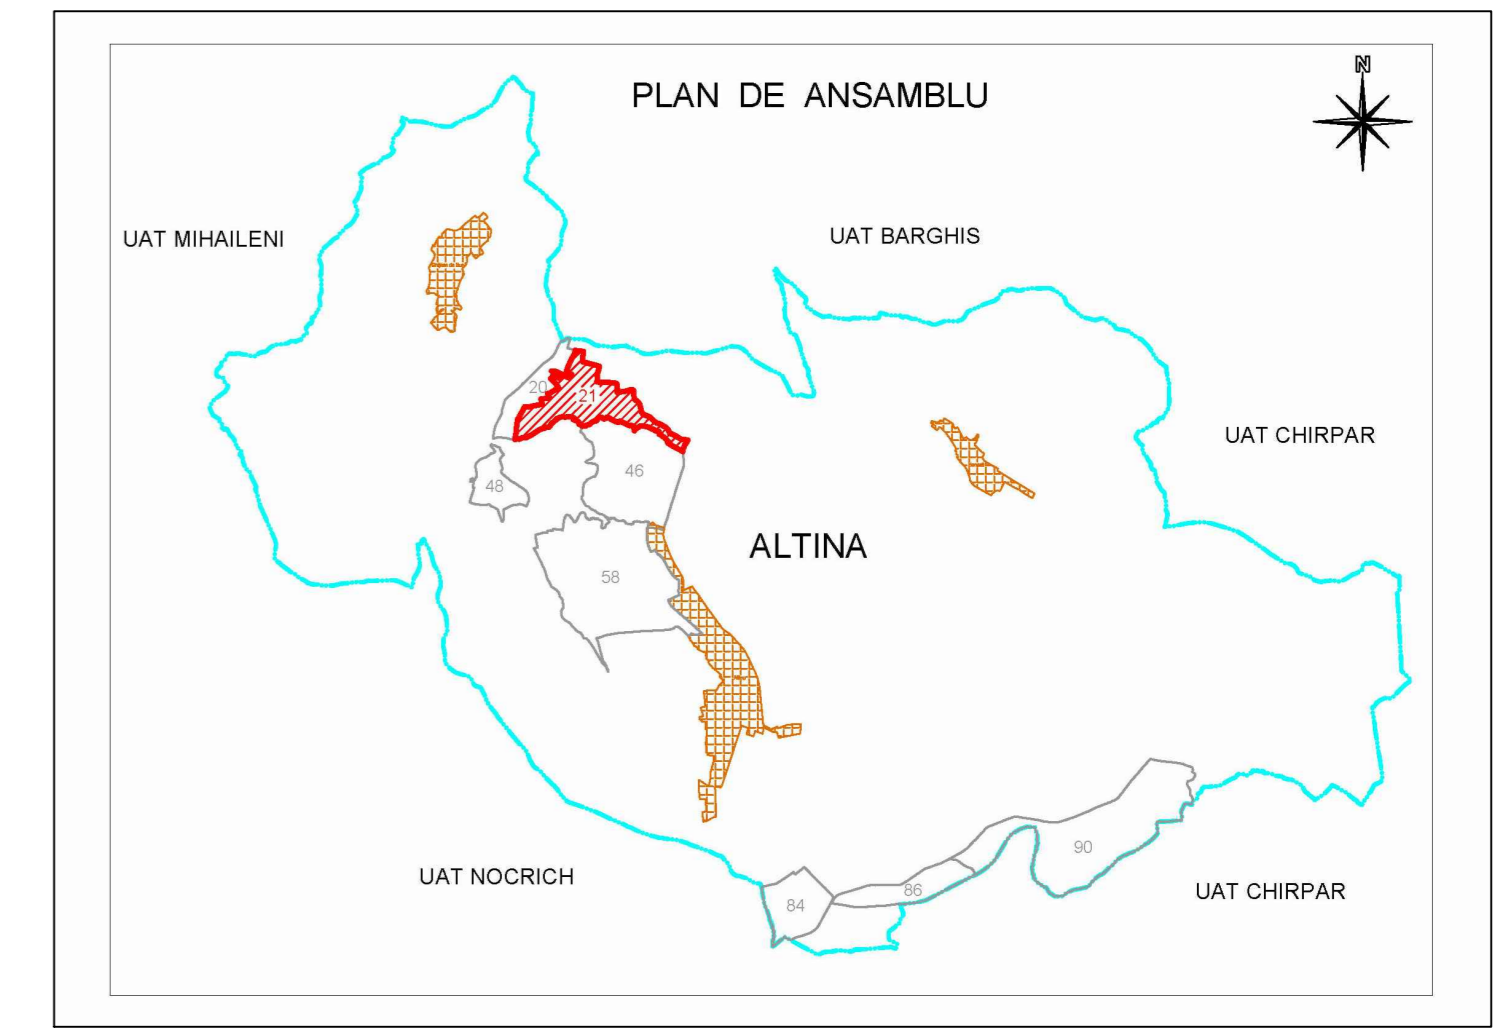 N
PLAN DE ANSAMBLU
UAT MIHAILENI
UAT BARGHIS
20
21
UAT CHIRPAR
46
48
ALTINA
58
90
UAT NOCRICH
86
UAT CHIRPAR
84